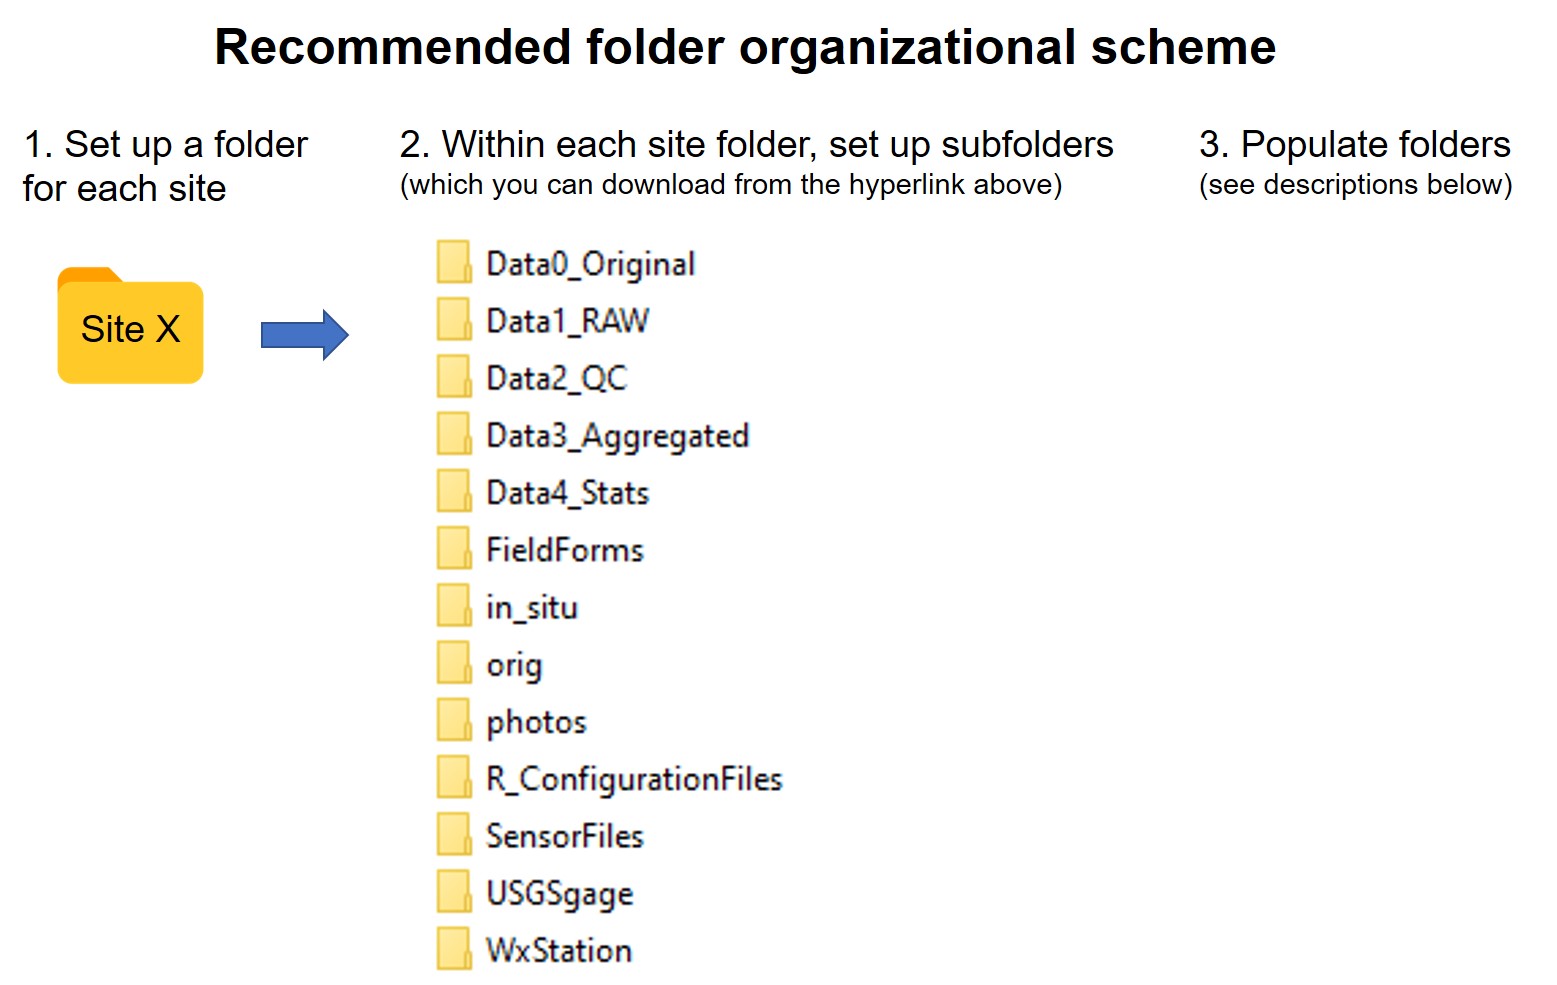 Recommended folder organizational scheme
1. Set up a folder
for each site
2. Within each site folder, set up subfolders
(which you can download from the hyperlink above)
3. Populate folders
(see descriptions below)
Site X
Data0_Original
Data1_RAW
Data2_QC
Data3_Aggregated
Data4_Stats
FieldForms
in_situ
orig
photos
R_ConfigurationFiles
SensorFiles
USGSgage
WxStation